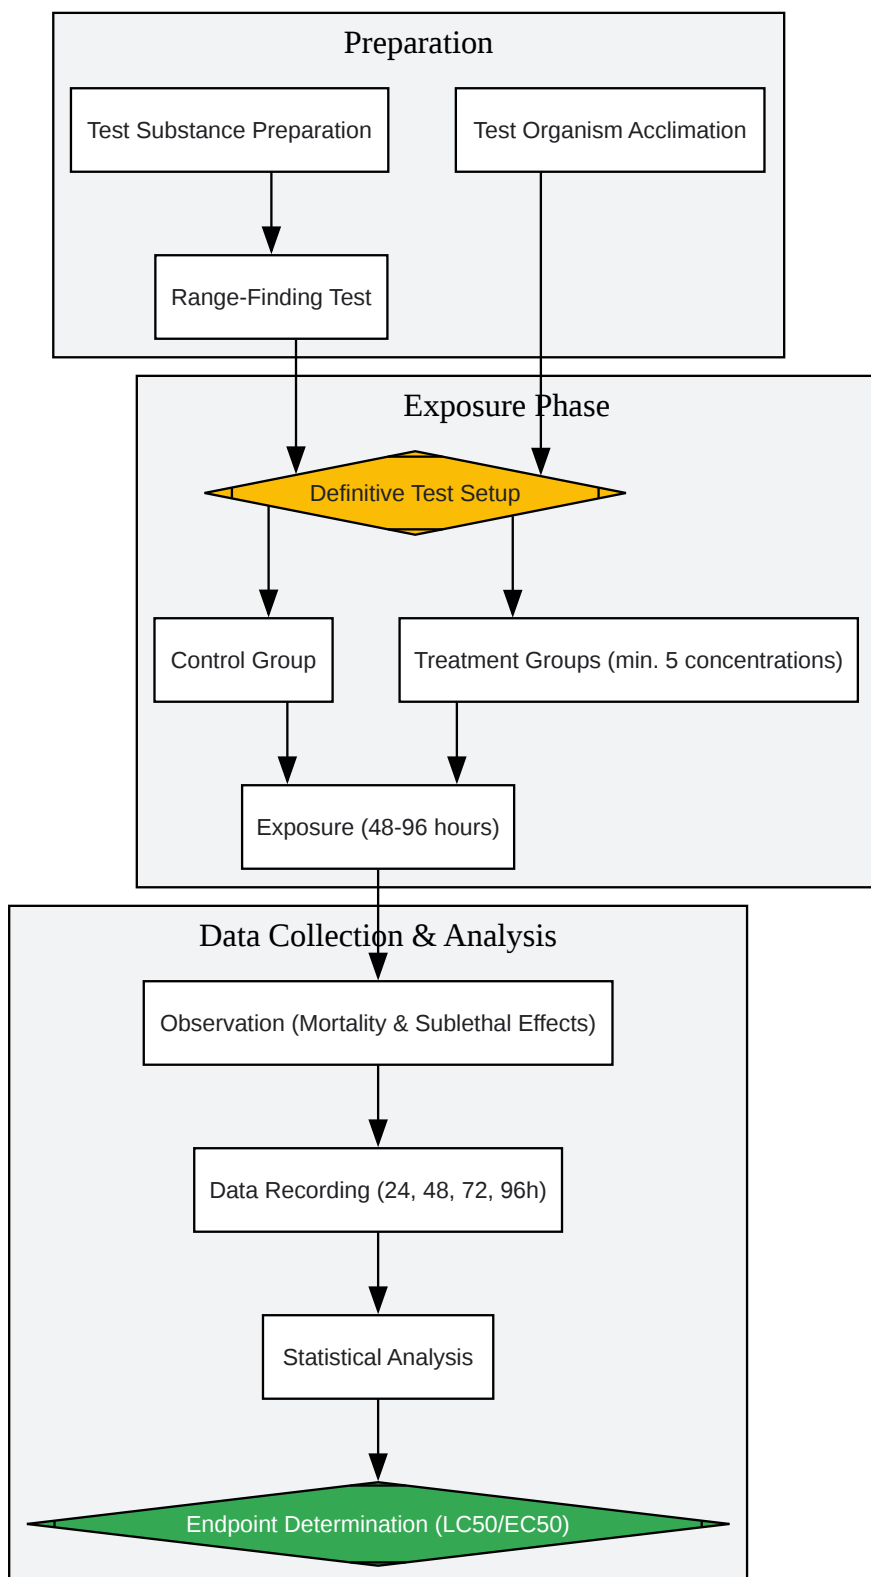 Preparation
Test Substance Preparation
Test Organism Acclimation
Range-Finding Test
Exposure Phase
Definitive Test Setup
Control Group
Treatment Groups (min. 5 concentrations)
Exposure (48-96 hours)
Data Collection & Analysis
Observation (Mortality & Sublethal Effects)
Data Recording (24, 48, 72, 96h)
Statistical Analysis
Endpoint Determination (LC50/EC50)